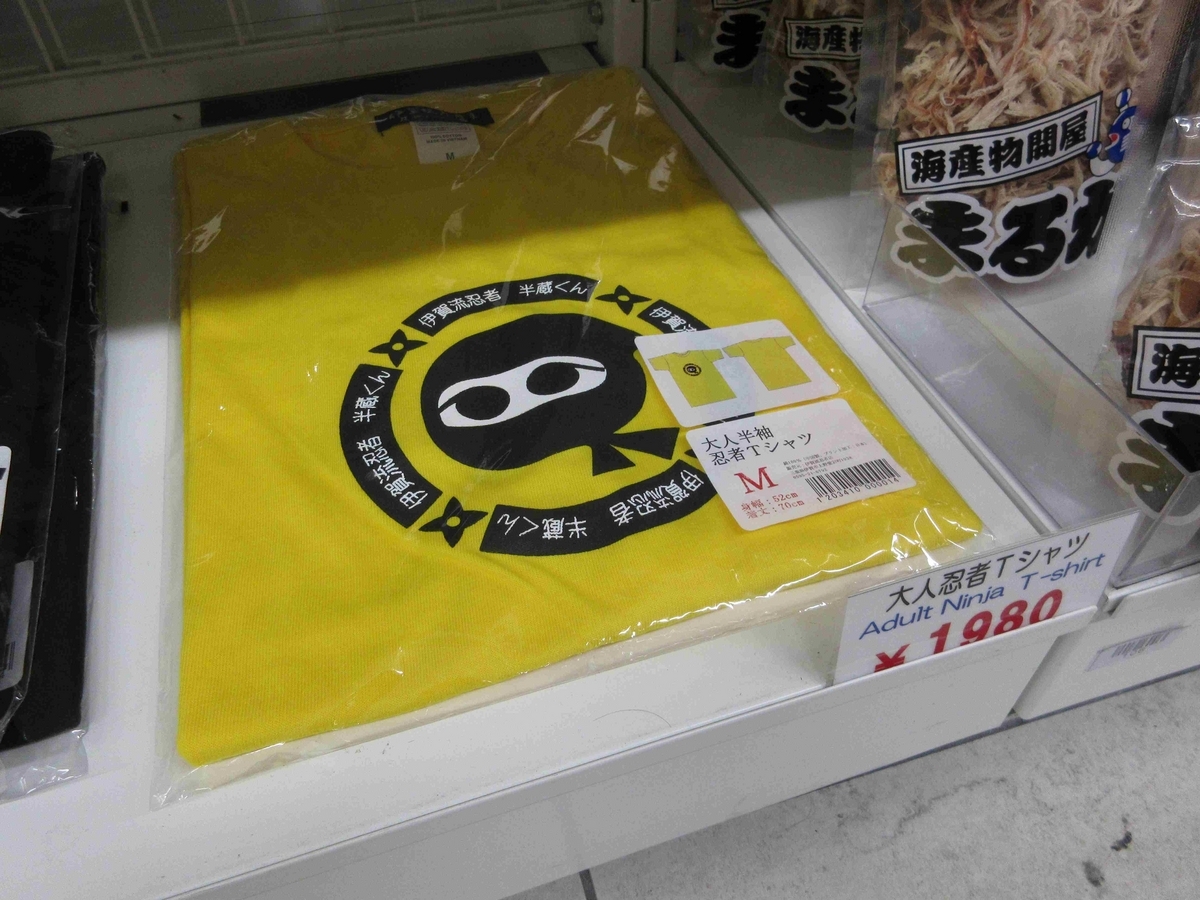 M
伊賀流忍者 半蔵くん
伊賀流
伊賀流忍者 半蔵くん
伊賀流忍者 半蔵くん
大人半袖
忍者Tシャツ
M
身幅:52cm
着丈:70cm
1203410 000014
大人忍者Tシャツ
Adult Ninja T-shirt
¥1980
ま
海産物
ま
海産物問屋
まるか
海